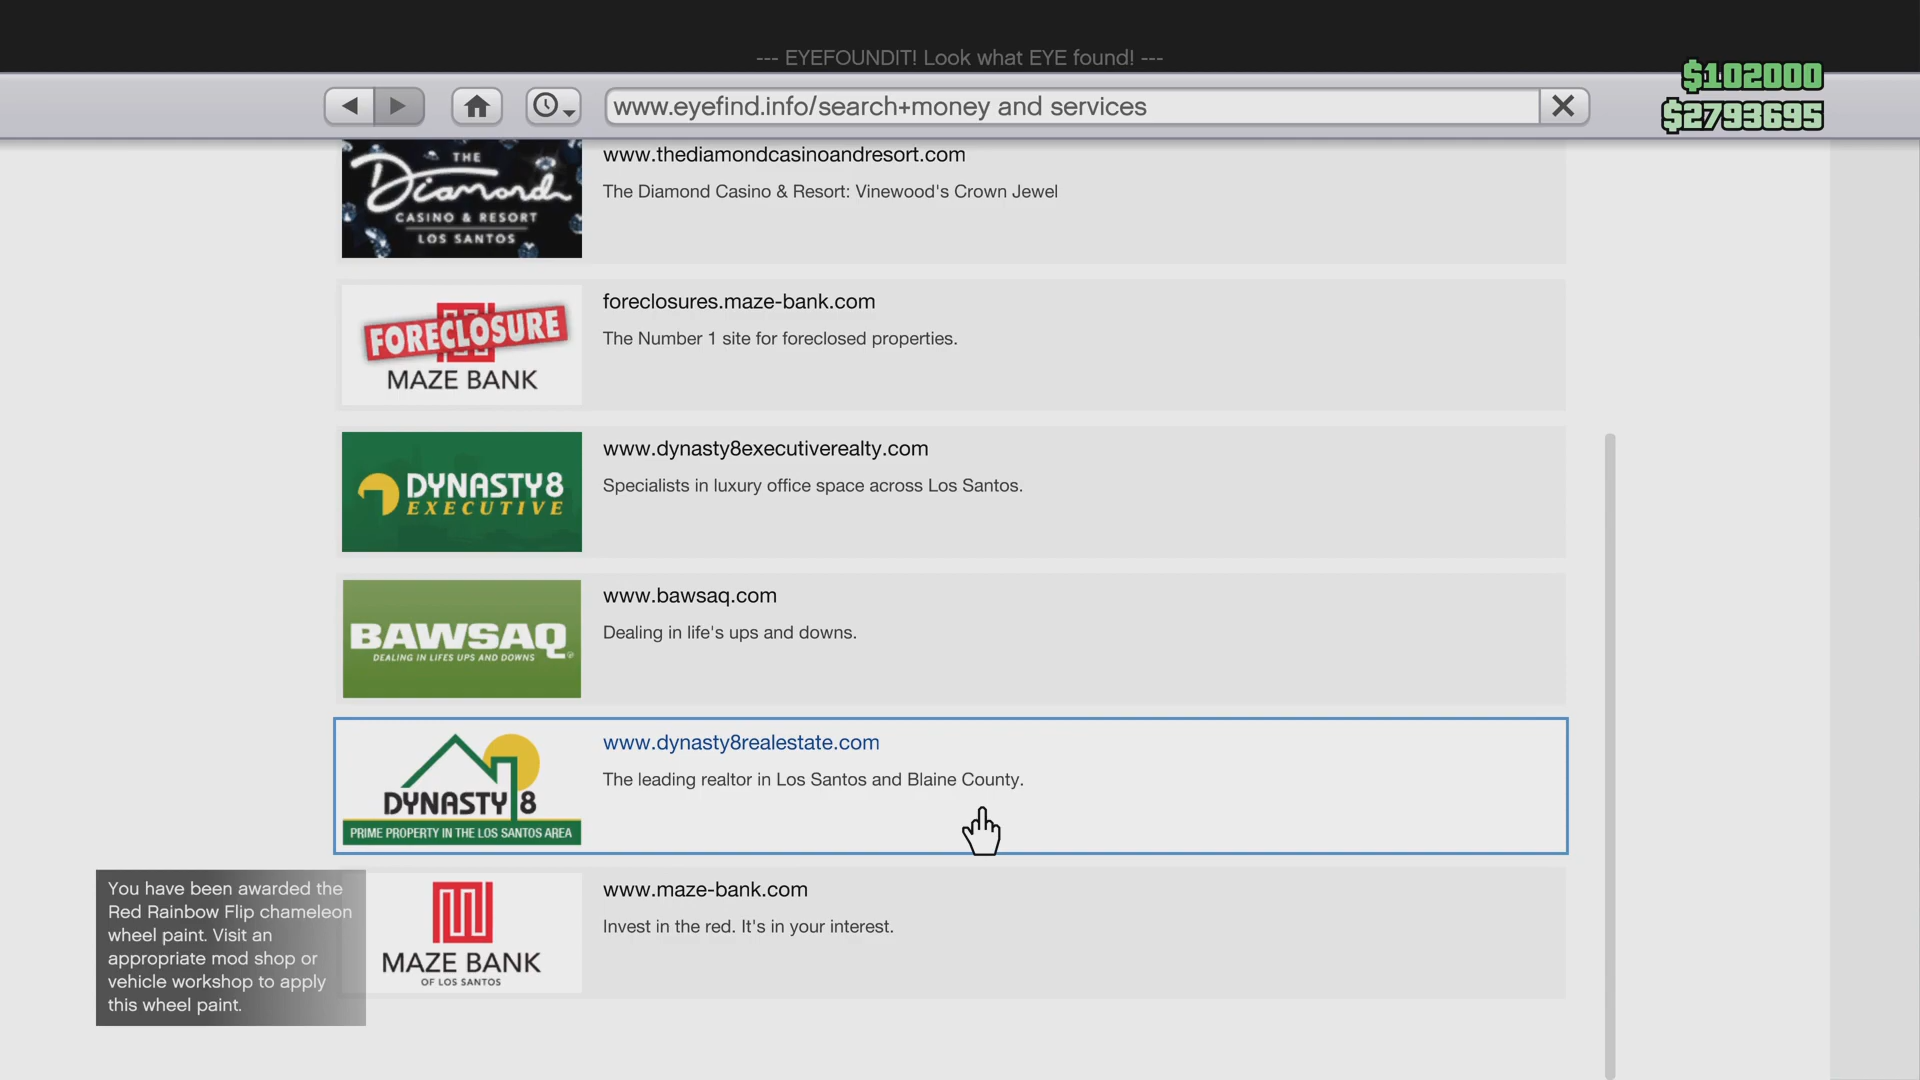 --- EYEFOUNDIT! Look what EYE found! ---
www.eyefind.info/search+money and services
$102000
$2793695
THE
Diamond
CASINO & RESORT
LOS SANTOS
www.thediamondcasinoandresort.com
The Diamond Casino & Resort: Vinewood's Crown Jewel
FORECLOSURE
MAZE BANK
foreclosures.maze-bank.com
The Number 1 site for foreclosed properties.
DYNASTY8
EXECUTIVE
www.dynasty8executiverealty.com
Specialists in luxury office space across Los Santos.
BAWSAQ
DEALING IN LIFES UPS AND DOWNS
www.bawsaq.com
Dealing in life's ups and downs.
DYNASTY 8
PRIME PROPERTY IN THE LOS SANTOS AREA
www.dynasty8realestate.com
The leading realtor in Los Santos and Blaine County.
MAZE BANK
OF LOS SANTOS
www.maze-bank.com
Invest in the red. It's in your interest.
You have been awarded the
Red Rainbow Flip chameleon
wheel paint. Visit an
appropriate mod shop or
vehicle workshop to apply
this wheel paint.